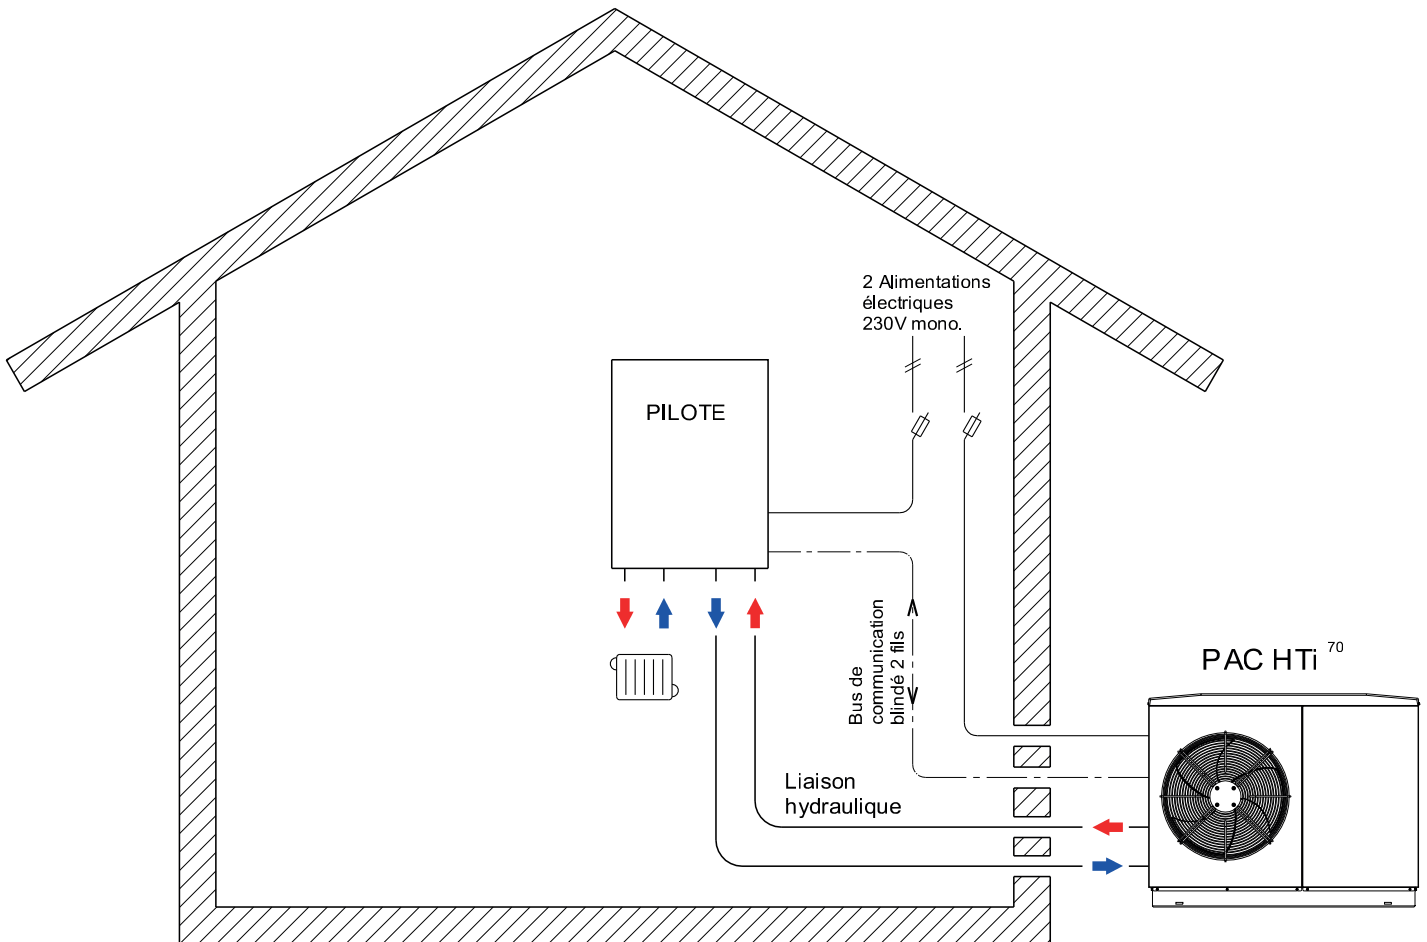 2 Alimentations
électriques
230V mono.
PILOTE
Bus de
communication
blindé 2 fils
PAC HTi 70
Liaison
hydraulique